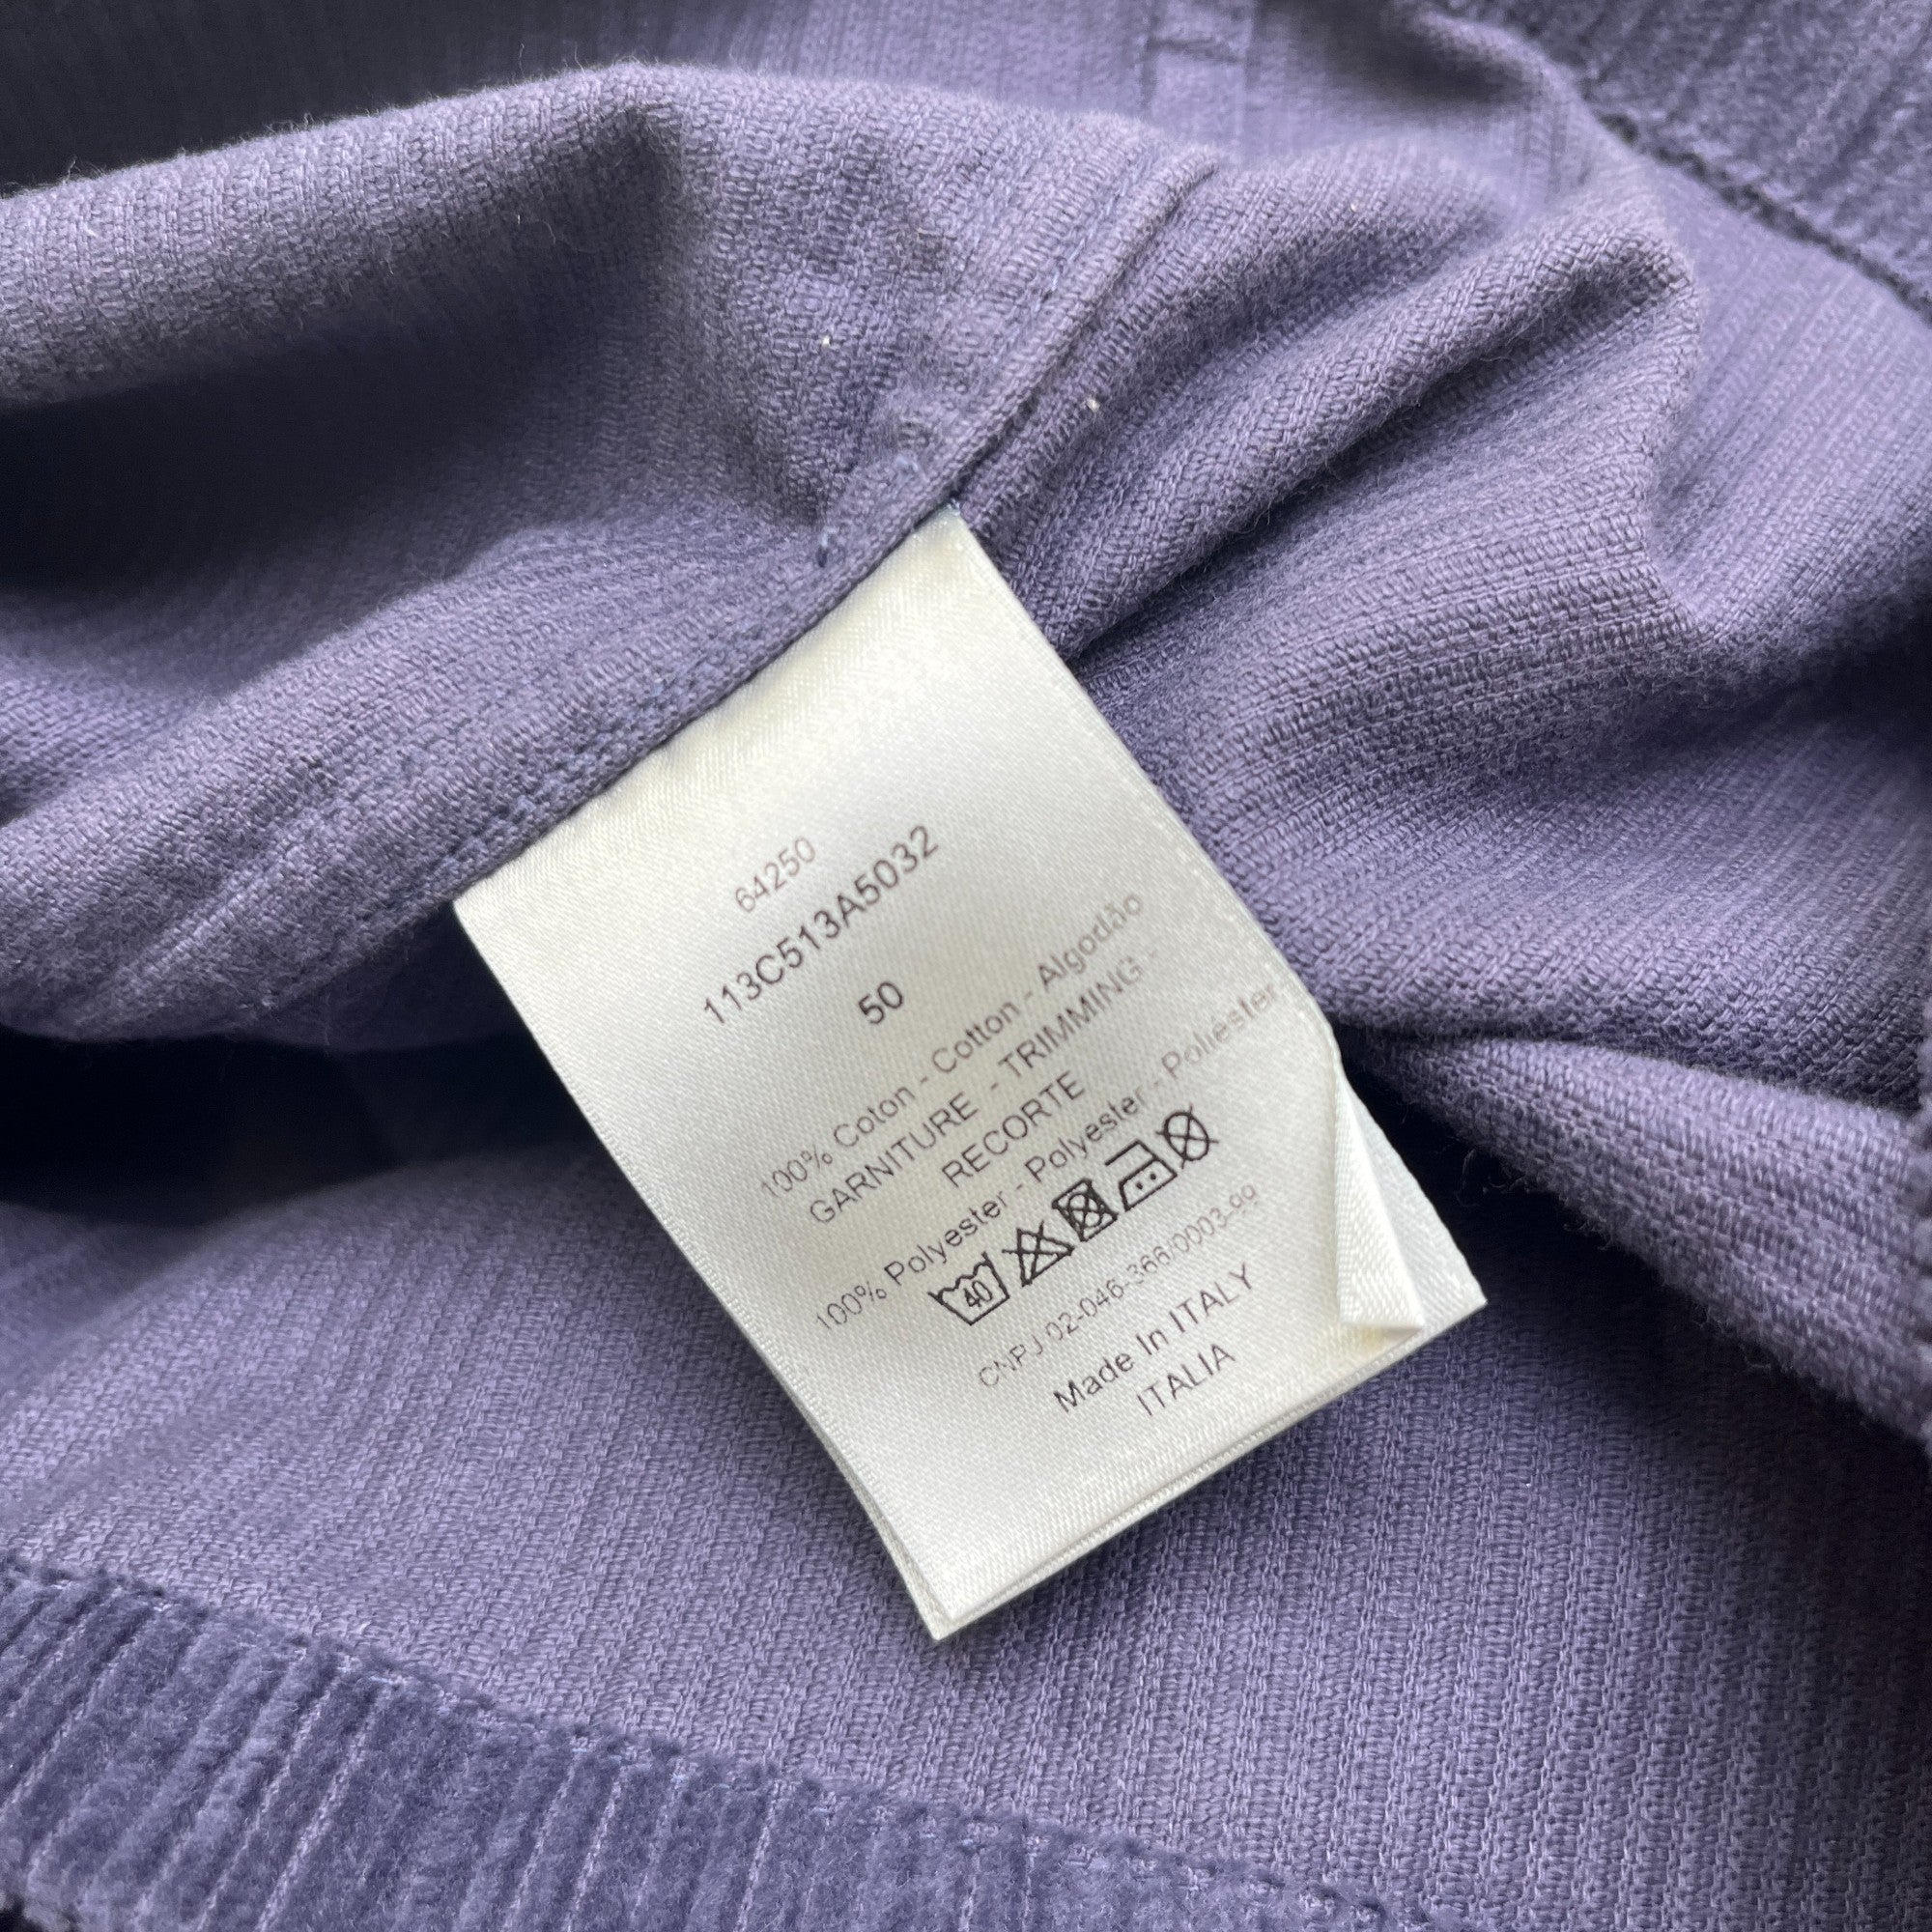 64250
113C513A5032
50
100% Coton - Cotton - Algodão
GARNITURE - TRIMMING -
RECORTE
100% Polyester - Polyester - Poliester
40
CNPJ 02-046-366/0003-99
Made In ITALY
ITALIA